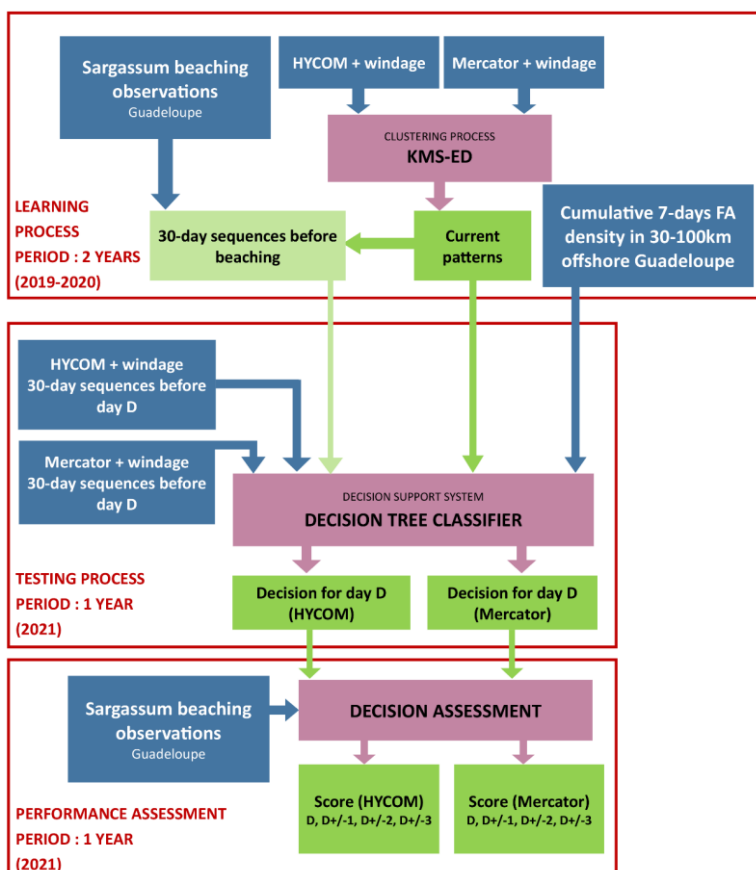 Sargassum beaching
observations
Guadeloupe
HYCOM + windage
Mercator + windage
CLUSTERING PROCESS
KMS-ED
LEARNING
PROCESS
PERIOD : 2 YEARS
(2019-2020)
30-day sequences before
beaching
Current
patterns
Cumulative 7-days FA
density in 30-100km
offshore Guadeloupe
HYCOM + windage
30-day sequences before
day D
Mercator + windage
30-day sequences before
day D
DECISION SUPPORT SYSTEM
DECISION TREE CLASSIFIER
TESTING PROCESS
PERIOD : 1 YEAR
(2021)
Decision for day D
(HYCOM)
Decision for day D
(Mercator)
Sargassum beaching
observations
Guadeloupe
DECISION ASSESSMENT
PERFORMANCE ASSESSMENT
PERIOD : 1 YEAR
(2021)
Score (HYCOM)
D, D+/-1, D+/-2, D+/-3
Score (Mercator)
D, D+/-1, D+/-2, D+/-3